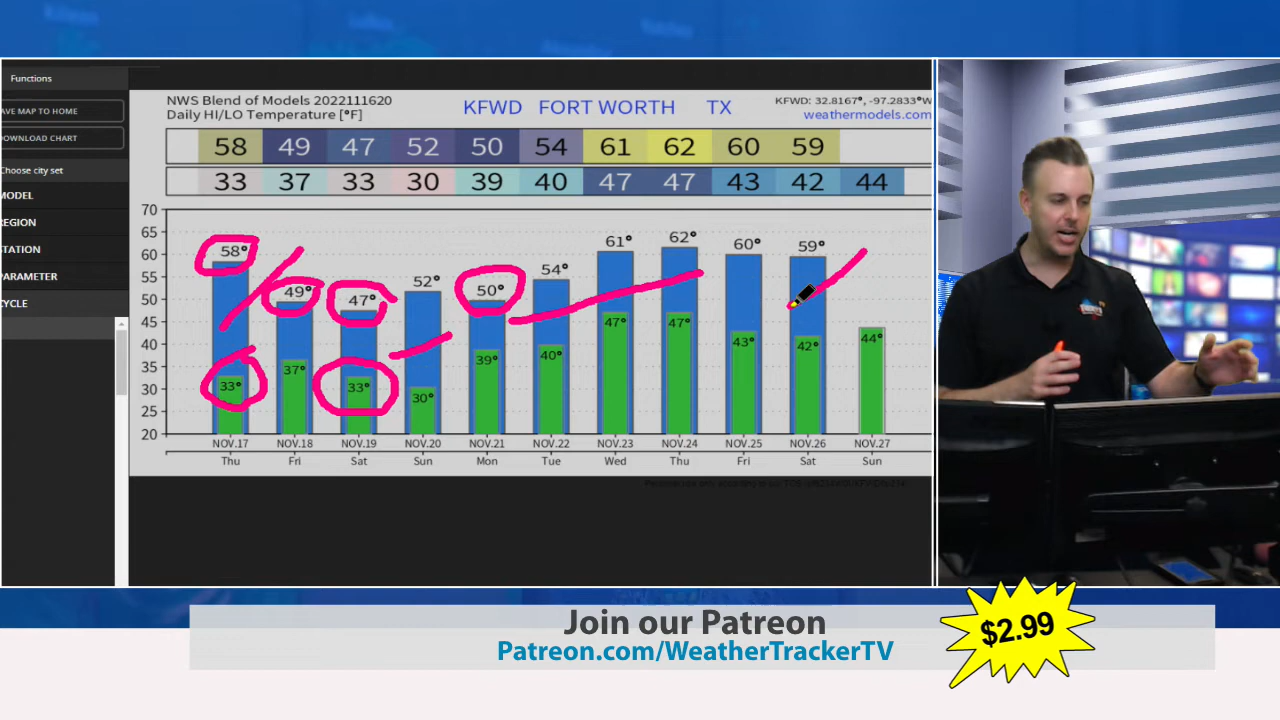 Functions
AVE MAP TO HOME
DOWNLOAD CHART
Choose city set
MODEL
REGION
STATION
PARAMETER
CYCLE
NWS Blend of Models 2022111620
Daily HI/LO Temperature [°F]
KFWD FORT WORTH TX
KFWD: 32.8167°, -97.2833°W
weathermodels.com
58 49 47 52 50 54 61 62 60 59
33 37 33 30 39 40 47 47 43 42 44
70
65
60
55
50
45
40
35
30
25
20
58° 49° 47° 52° 50° 54° 61° 62° 60° 59°
33° 37° 33° 30° 39° 40° 47° 47° 43° 42° 44°
NOV.17 NOV.18 NOV.19 NOV.20 NOV.21 NOV.22 NOV.23 NOV.24 NOV.25 NOV.26 NOV.27
Thu Fri Sat Sun Mon Tue Wed Thu Fri Sat Sun
Join our Patreon
Patreon.com/WeatherTrackerTV
$2.99